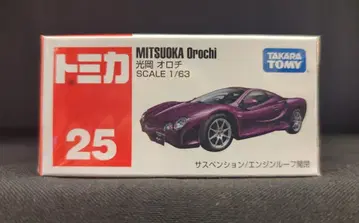 トミカ
25
MITSUOKA Orochi
光岡 オロチ
SCALE 1/63
TAKARA
TOMY
サスペンション/エンジンフード開閉